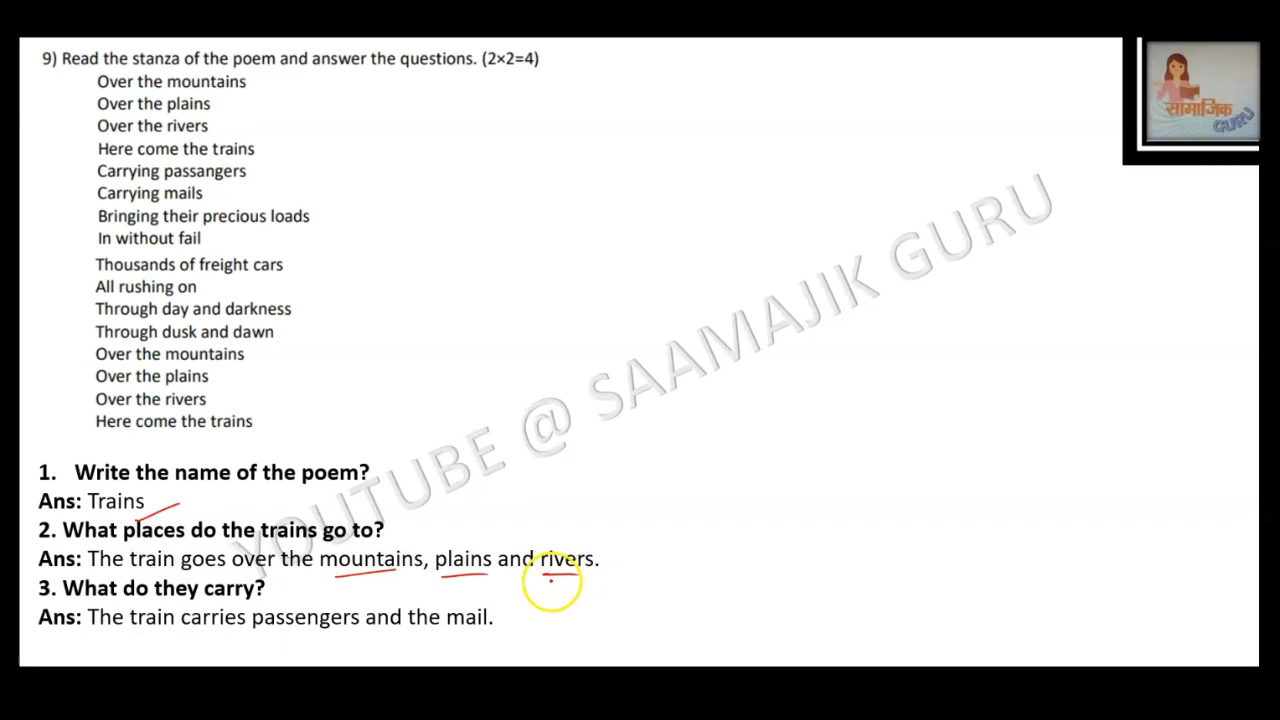 9) Read the stanza of the poem and answer the questions. (2×2=4)
Over the mountains
Over the plains
Over the rivers
Here come the trains
Carrying passangers
Carrying mails
Bringing their precious loads
In without fail
Thousands of freight cars
All rushing on
Through day and darkness
Through dusk and dawn
Over the mountains
Over the plains
Over the rivers
Here come the trains
1. Write the name of the poem?
Ans: Trains
2. What places do the trains go to?
Ans: The train goes over the mountains, plains and rivers.
3. What do they carry?
Ans: The train carries passengers and the mail.
YOUTUBE @ SAAMAJIK GURU
सामाजिक
GURU